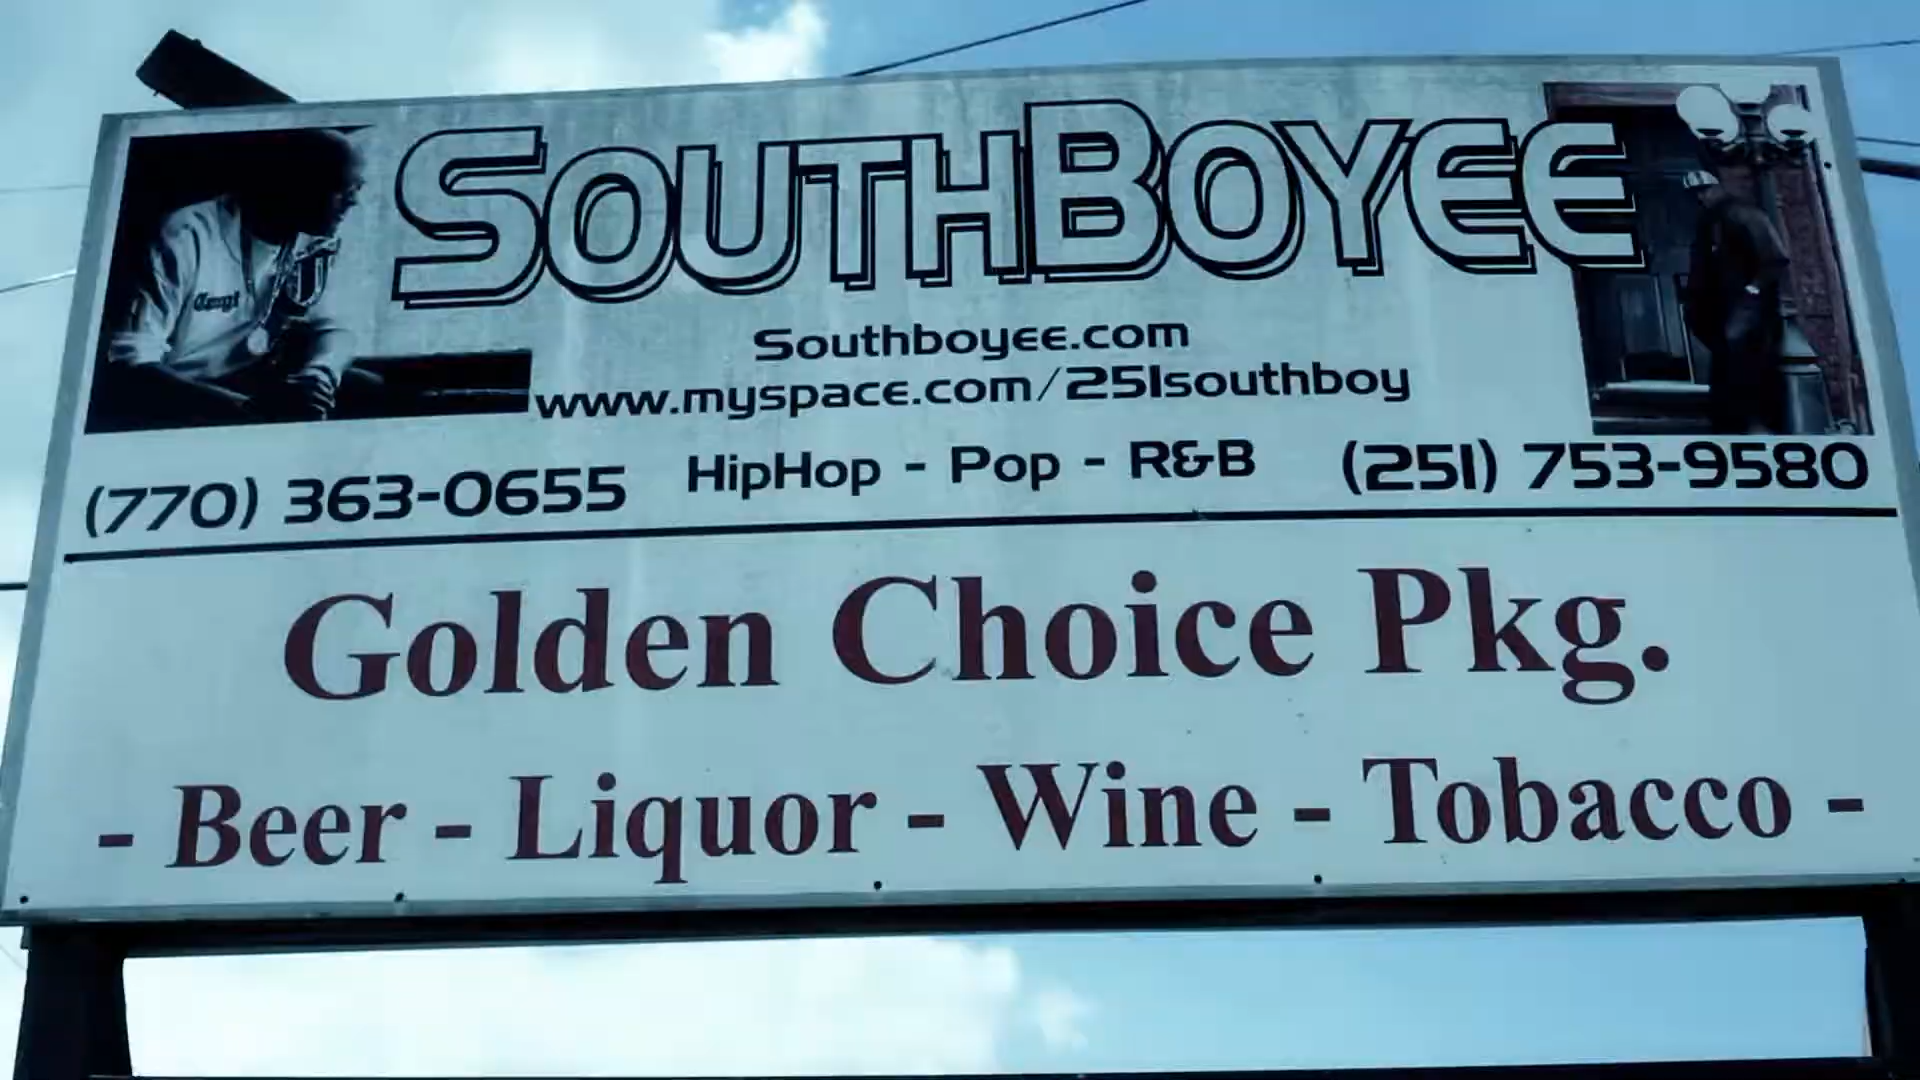 SOUTHBOYEE
Southboyee.com
www.myspace.com/251southboy
(770) 363-0655 HipHop - Pop - R&B (251) 753-9580
Golden Choice Pkg.
- Beer - Liquor - Wine - Tobacco -